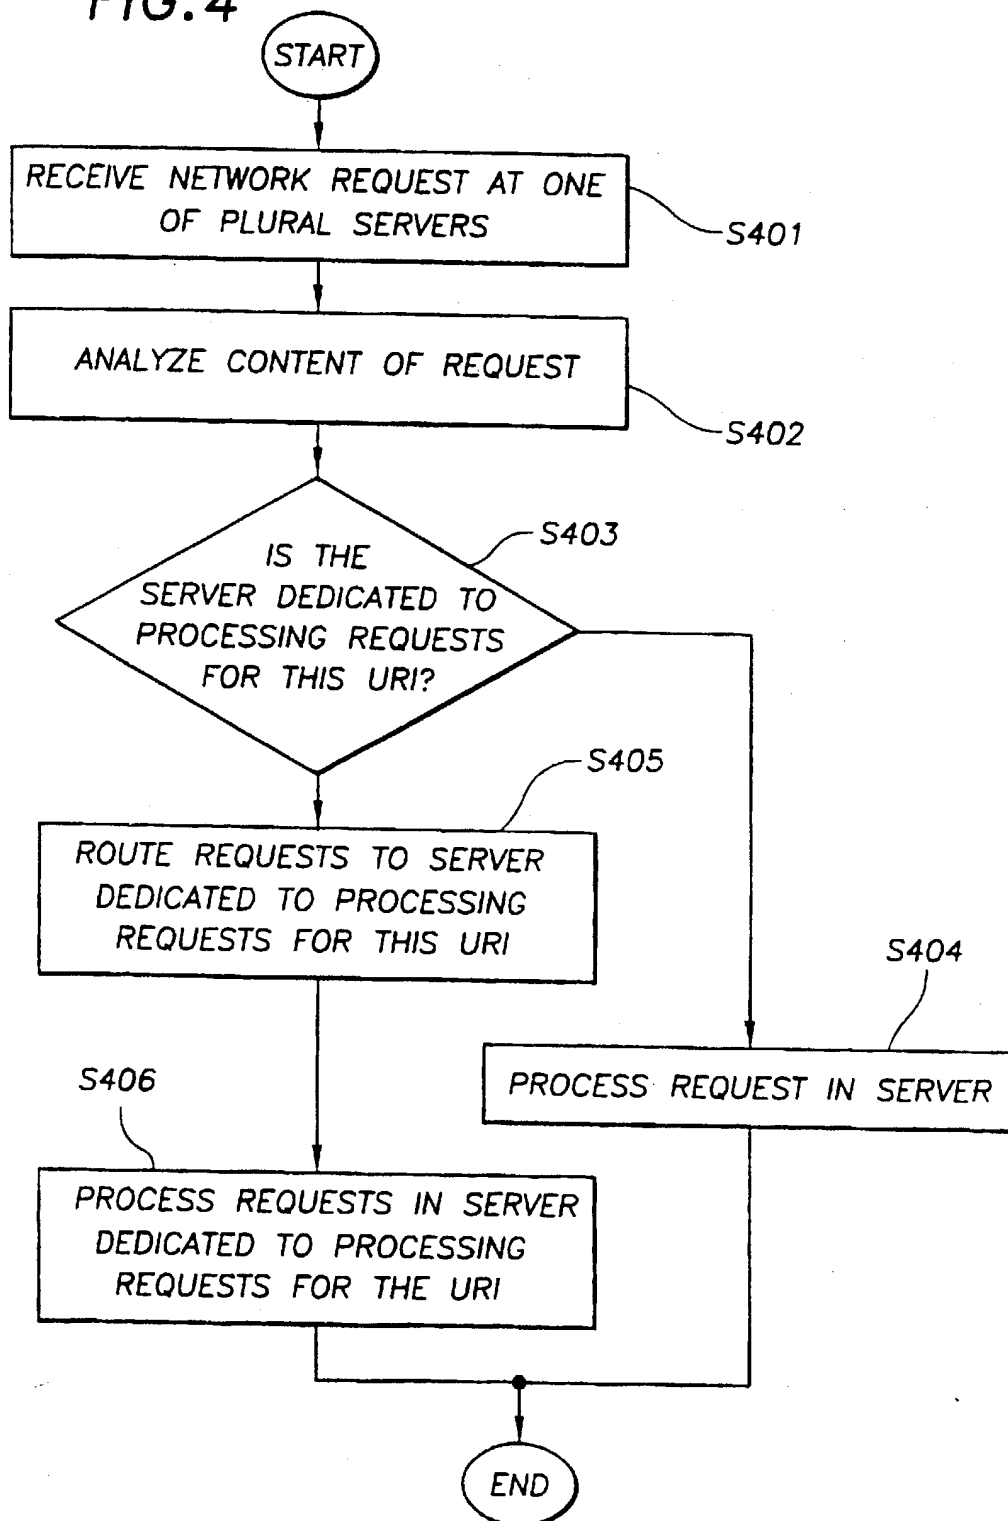 FIG.4
START
RECEIVE NETWORK REQUEST AT ONE
OF PLURAL SERVERS
S401
ANALYZE CONTENT OF REQUEST
S402
S403
IS THE
SERVER DEDICATED TO
PROCESSING REQUESTS
FOR THIS URI?
S405
ROUTE REQUESTS TO SERVER
DEDICATED TO PROCESSING
REQUESTS FOR THIS URI
S404
PROCESS REQUEST IN SERVER
S406
PROCESS REQUESTS IN SERVER
DEDICATED TO PROCESSING
REQUESTS FOR THE URI
END